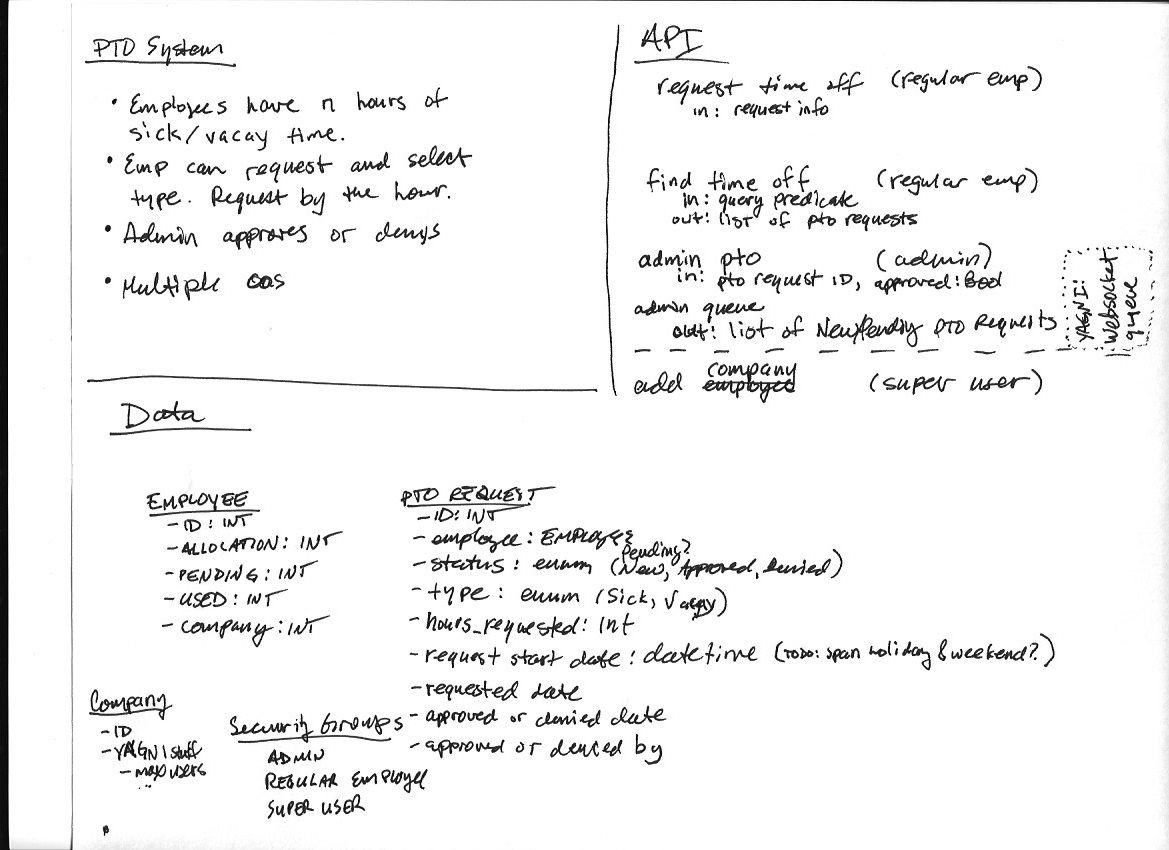 PTO System
• Employees have n hours of
sick/vacay time.
• Emp can request and select
type. Request by the hour.
• Admin approves or denys
• Multiple
API
request time off (regular emp)
in: request info
find time off (regular emp)
in: query predicate
out: list of pto requests
admin pto (admin)
in: pto request ID, approved: Bool
admin queue
out: list of New/Pending PTO Requests
YAGNI:
Websocket
queue
add company employee (super user)
Data
EMPLOYEE
- ID: INT
- ALLOCATION: INT
- PENDING: INT
- USED: INT
- company: INT
PTO REQUEST
- ID: INT
- employee: EMPLOYEE
Pending?
- status: enum (New, Approved, Denied)
- type: enum (Sick, Vacay)
- hours_requested: Int
- request start date: datetime (TODO: span holiday & weekend?)
- requested date
- approved or denied date
- approved or denied by
Company
- ID
- YAGNI stuff
- max users
..
Security Groups
ADMIN
REGULAR EMPLOYEE
SUPER USER